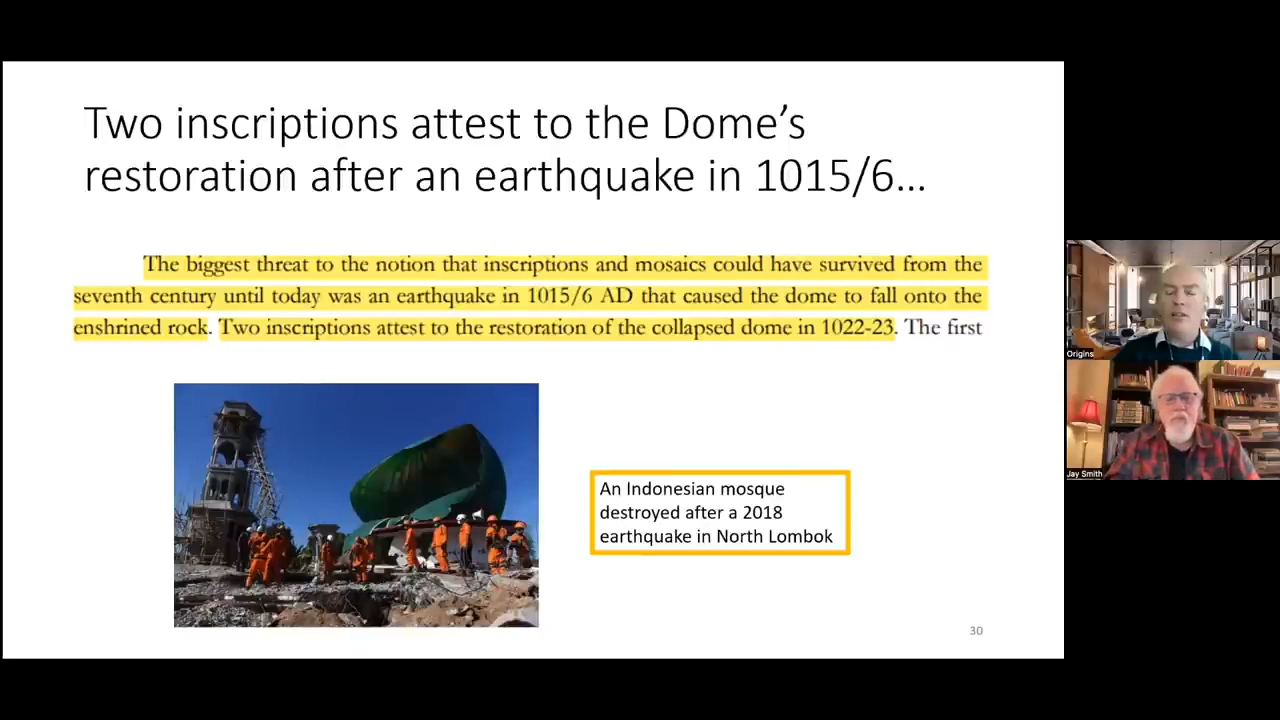 Two inscriptions attest to the Dome’s
restoration after an earthquake in 1015/6…
The biggest threat to the notion that inscriptions and mosaics could have survived from the
seventh century until today was an earthquake in 1015/6 AD that caused the dome to fall onto the
enshrined rock. Two inscriptions attest to the restoration of the collapsed dome in 1022-23. The first
An Indonesian mosque
destroyed after a 2018
earthquake in North Lombok
30
Origins
Jay Smith